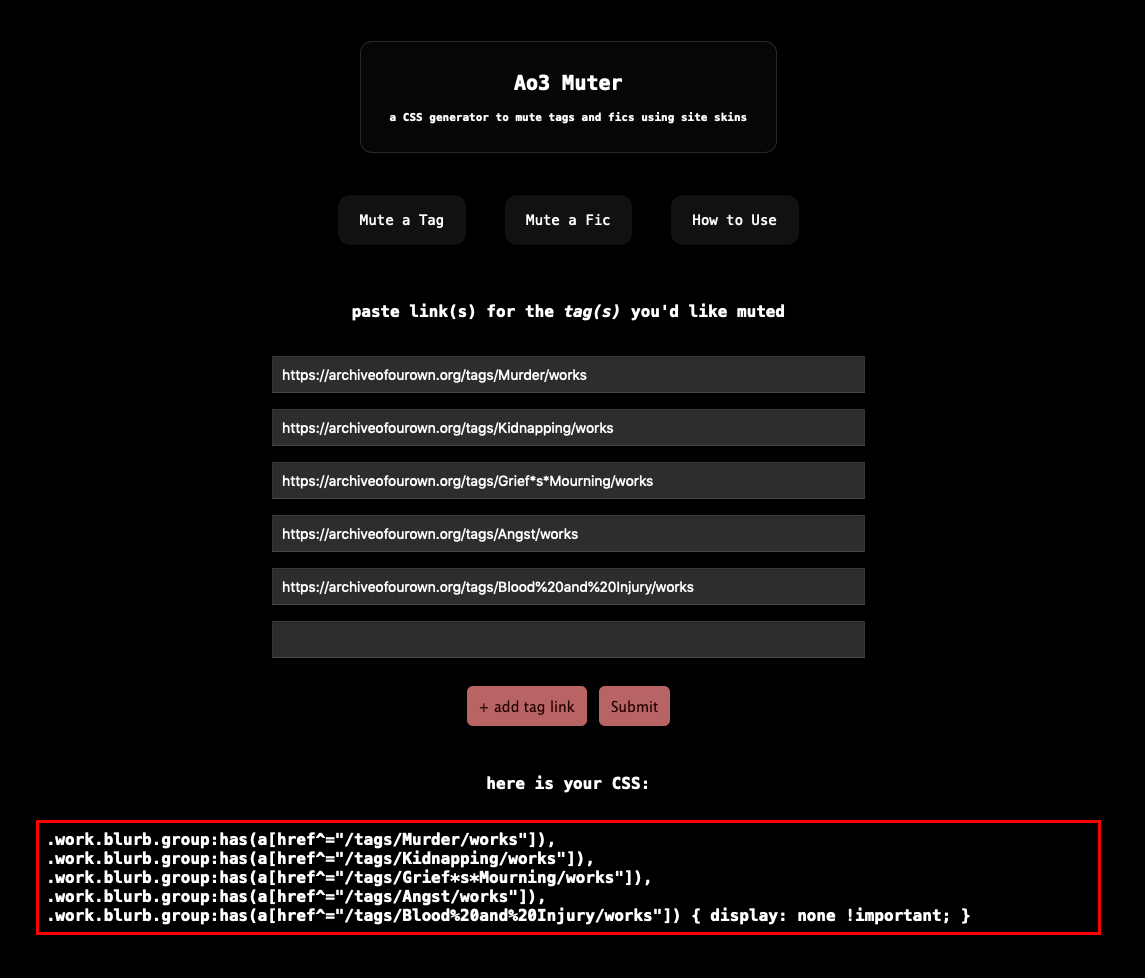 Ao3 Muter
a CSS generator to mute tags and fics using site skins
Mute a Tag
Mute a Fic
How to Use
paste link(s) for the tag(s) you'd like muted
https://archiveofourown.org/tags/Murder/works
https://archiveofourown.org/tags/Kidnapping/works
https://archiveofourown.org/tags/Grief*s*Mourning/works
https://archiveofourown.org/tags/Angst/works
https://archiveofourown.org/tags/Blood%20and%20Injury/works
+ add tag link
Submit
here is your CSS:
.work.blurb.group:has(a[href^="/tags/Murder/works"]),
.work.blurb.group:has(a[href^="/tags/Kidnapping/works"]),
.work.blurb.group:has(a[href^="/tags/Grief*s*Mourning/works"]),
.work.blurb.group:has(a[href^="/tags/Angst/works"]),
.work.blurb.group:has(a[href^="/tags/Blood%20and%20Injury/works"]) { display: none !important; }